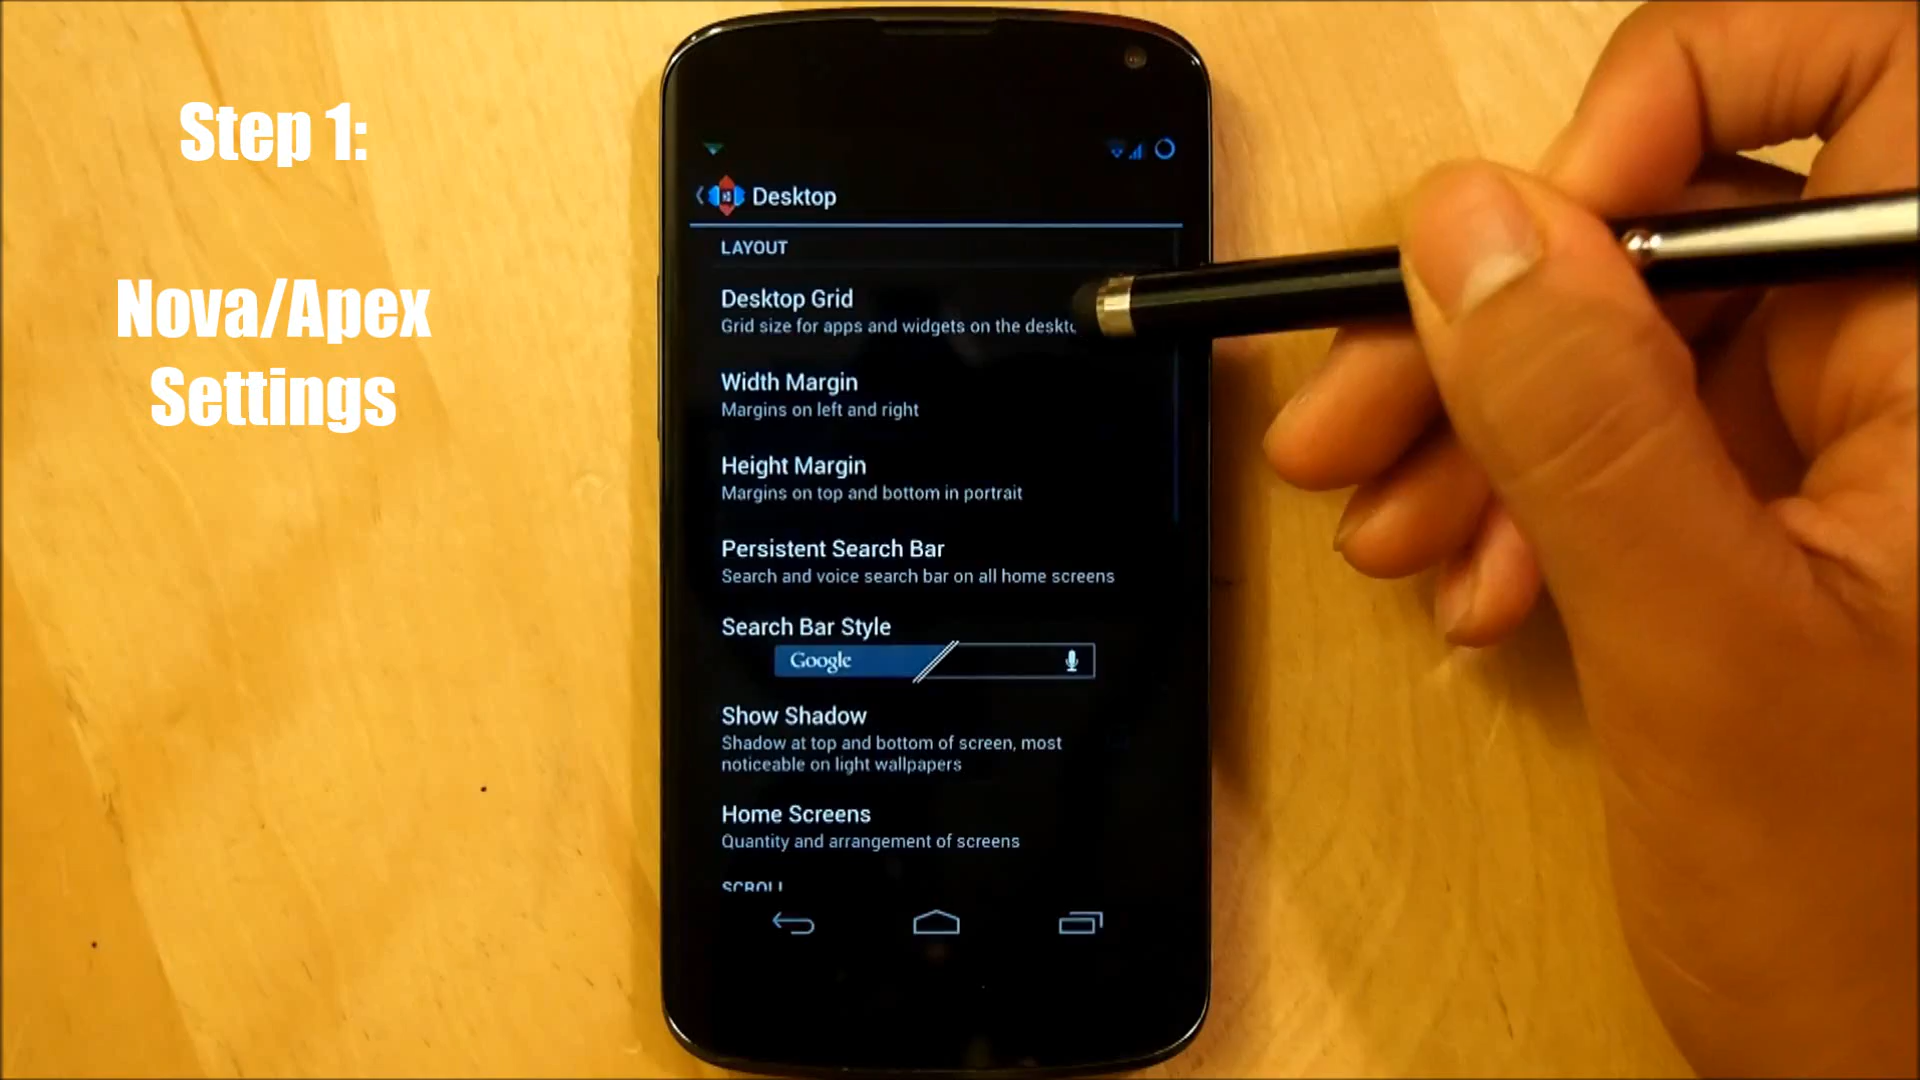 Step 1:
Nova/Apex
Settings
Desktop
LAYOUT
Desktop Grid
Grid size for apps and widgets on the
Width Margin
Margins on left and right
Height Margin
Margins on top and bottom in portrait
Persistent Search Bar
Search and voice search bar on all home screens
Search Bar Style
Google
Show Shadow
Shadow at top and bottom of screen, most
noticeable on light wallpapers
Home Screens
Quantity and arrangement of screens
SCROLL